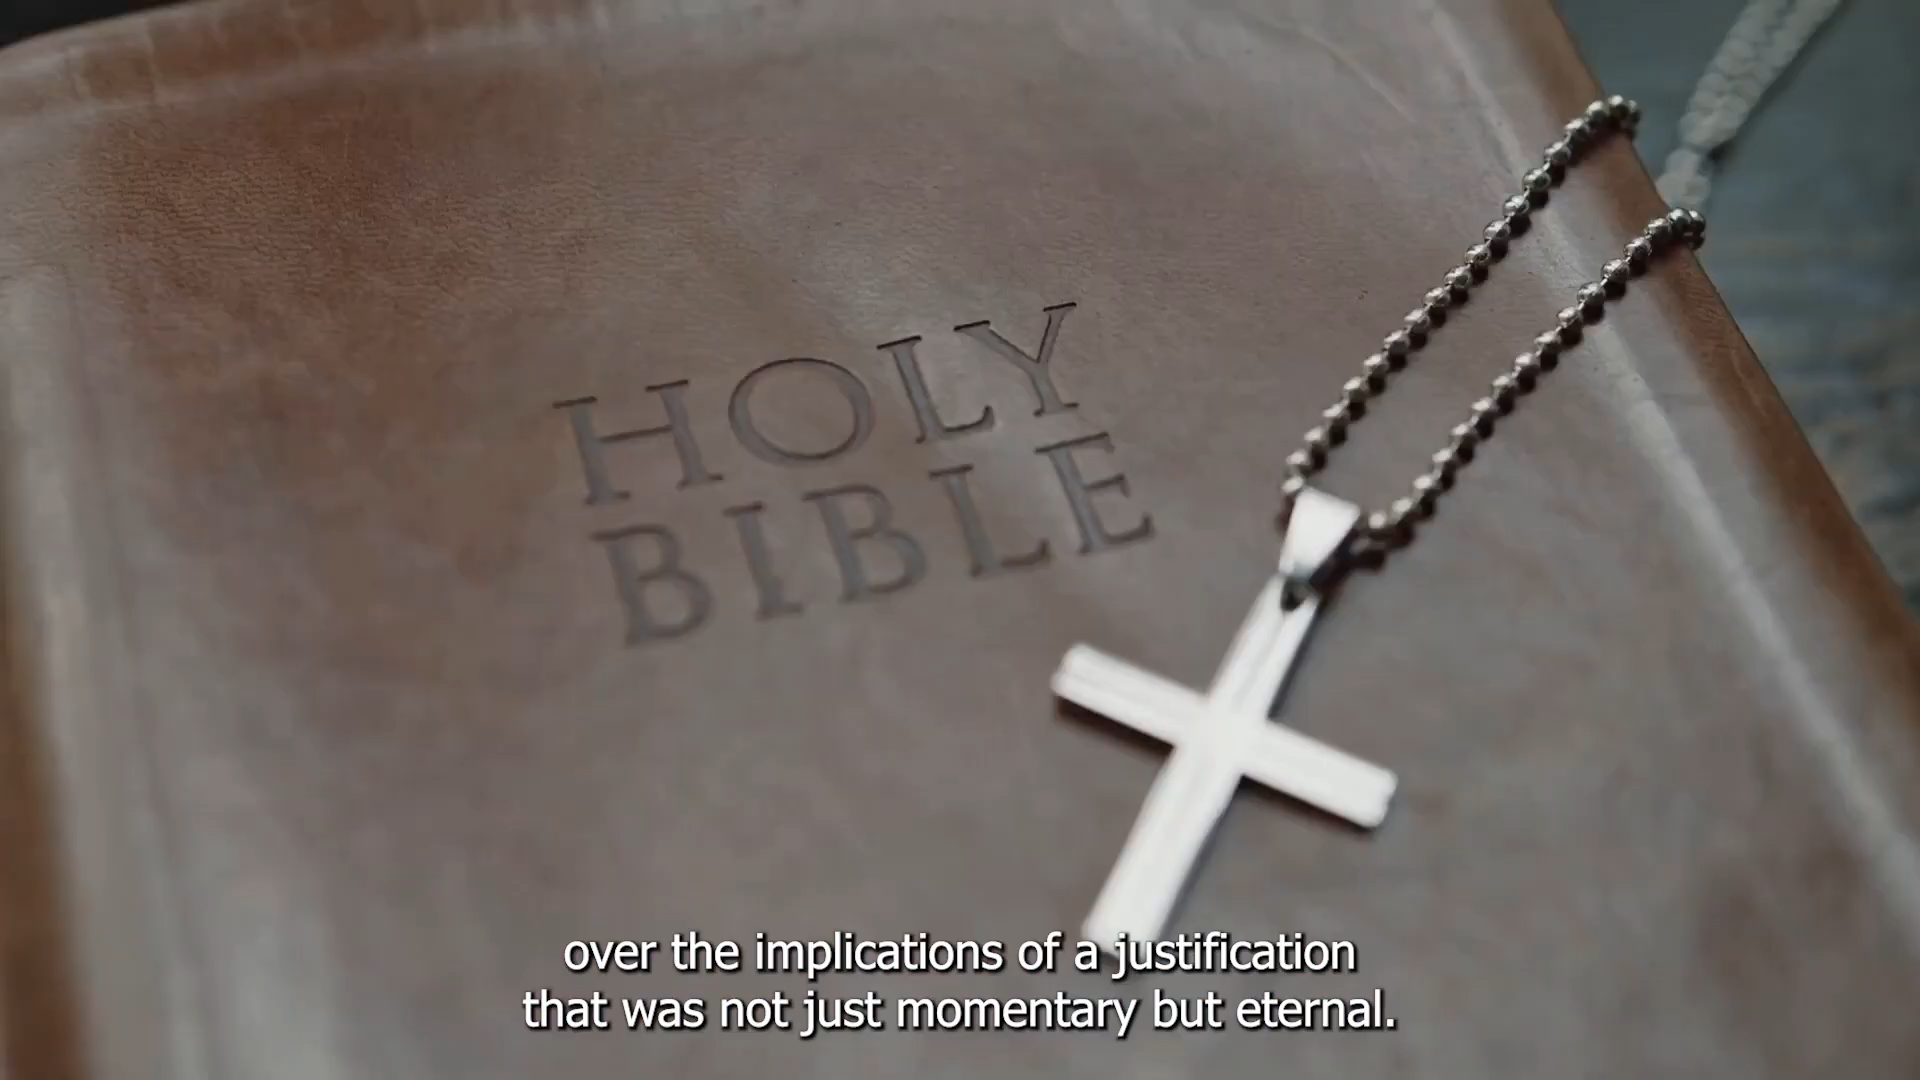 HOLY
BIBLE
over the implications of a justification
that was not just momentary but eternal.